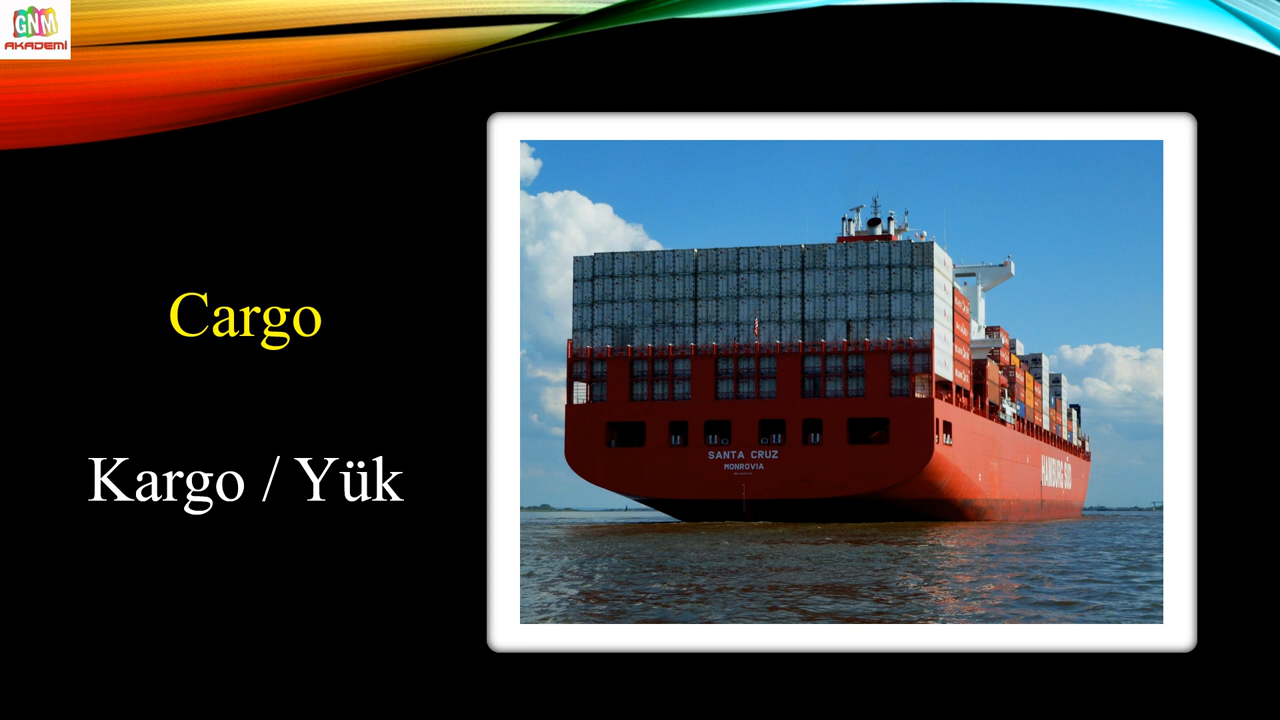 GNM
AKADEMİ
Cargo
Kargo / Yük
SANTA CRUZ
MONROVIA
HAMBURG SÜD